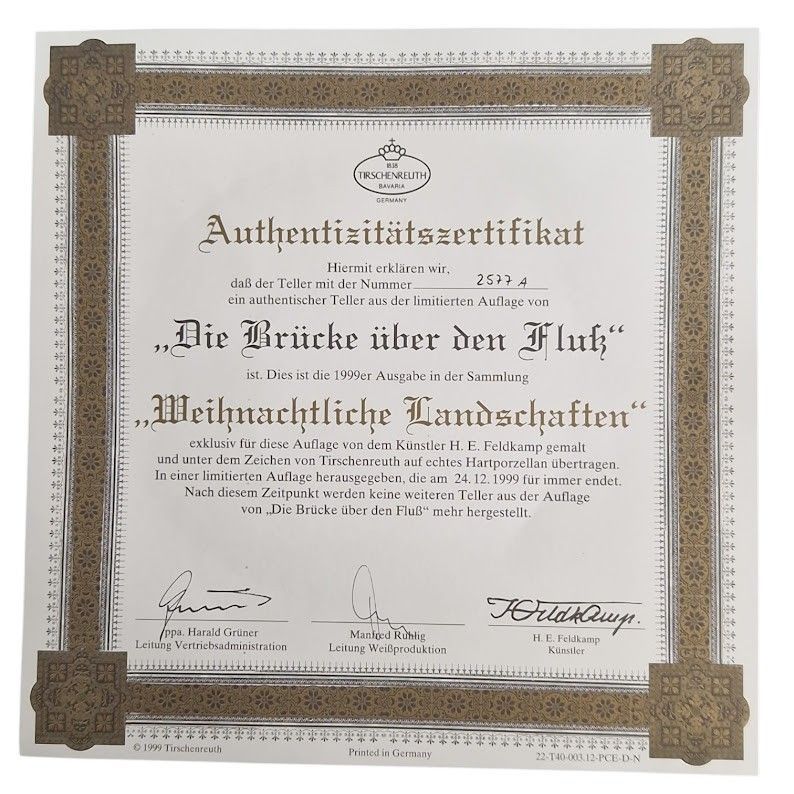 1838
TIRSCHENREUTH
BAVARIA
GERMANY
Authentizitätszertifikat
Hiermit erklären wir,
daß der Teller mit der Nummer 2577 A
ein authentischer Teller aus der limitierten Auflage von
„Die Brücke über den Fluß“
ist. Dies ist die 1999er Ausgabe in der Sammlung
„Weihnachtliche Landschaften“
exklusiv für diese Auflage von dem Künstler H. E. Feldkamp gemalt
und unter dem Zeichen von Tirschenreuth auf echtes Hartporzellan übertragen.
In einer limitierten Auflage herausgegeben, die am 24. 12. 1999 für immer endet.
Nach diesem Zeitpunkt werden keine weiteren Teller aus der Auflage
von „Die Brücke über den Fluß“ mehr hergestellt.
ppa. Harald Grüner
Leitung Vertriebsadministration
Manfred Ruhlig
Leitung Weißproduktion
H. E. Feldkamp
H. E. Feldkamp
Künstler
© 1999 Tirschenreuth
Printed in Germany
22-T40-003.12-PCE-D-N